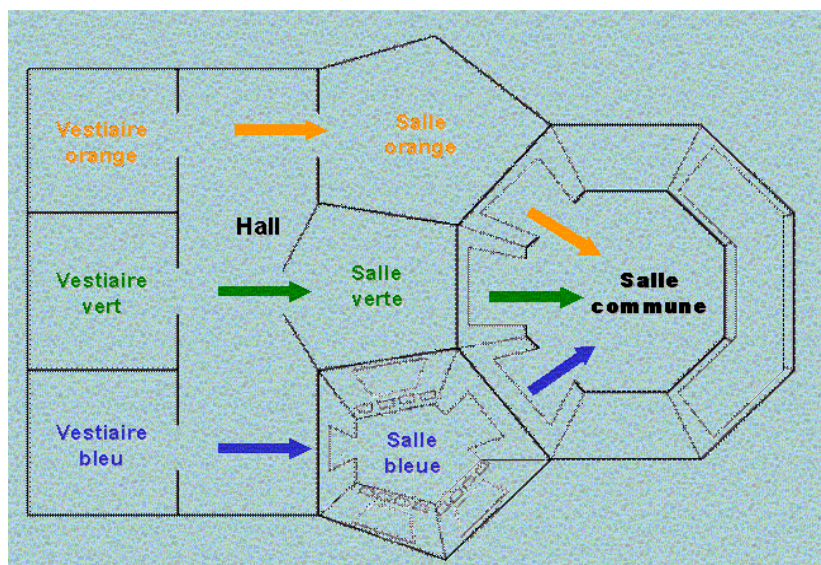 Vestiaire
orange
Salle
orange
Hall
Vestiaire
vert
Salle
verte
Salle
commune
Vestiaire
bleu
Salle
bleue